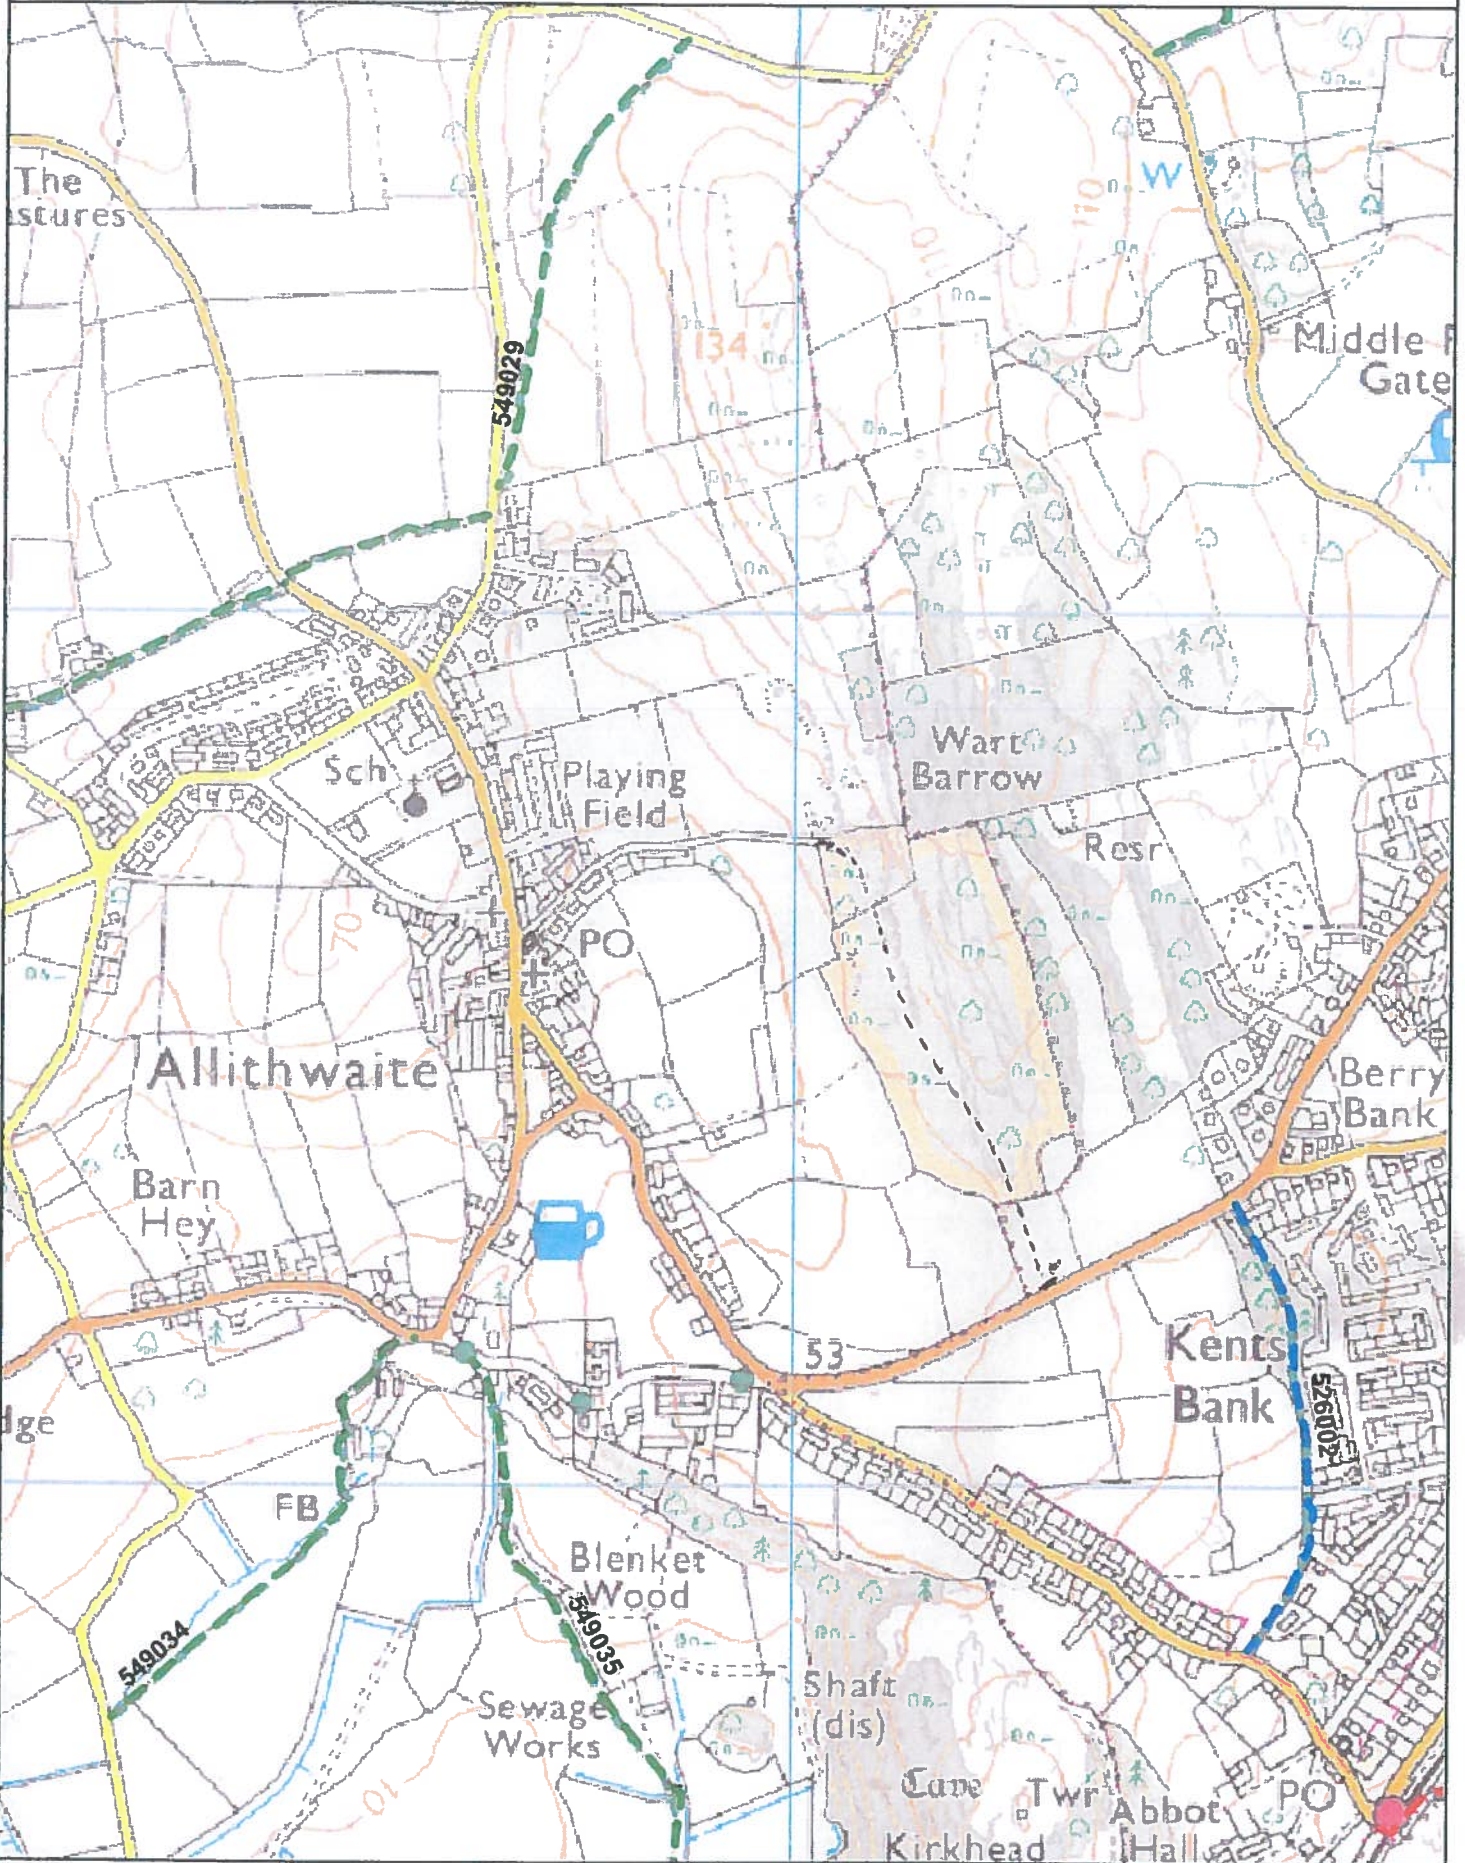 The
astures
W
110
134
549029
Middle
Gate
Wart
Barrow
Sch
Playing
Field
Resr
70
PO
Allithwaite
Berry
Bank
Barn
Hey
53
Kents
Bank
526002
dge
FB
Blenket
Wood
549034
549035
Shaft
(dis)
Sewage
Works
10
Cave
Twr
Abbot
Hall
PO
Kirkhead